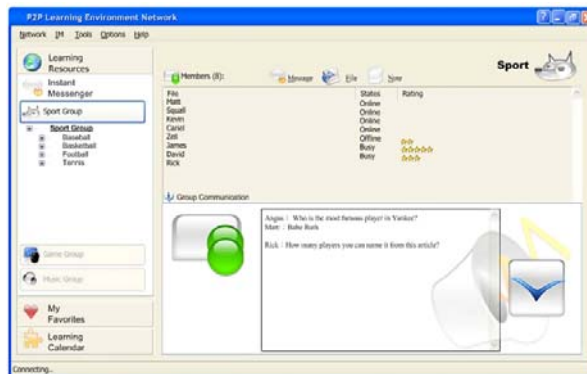 P2P Learning Environment Network
Network IM Tools Options Help
Learning Resources
Instant Messenger
Sport Group
Sport Group
Baseball
Basketball
Football
Tennis
Game Group
Music Group
My Favorites
Learning Calendar
Connecting..
Members (8):
Message File New
Sport
File States Rating
Matt Online
Squall Online
Kevin Online
Cariel Online
Zell Offline
James Busy
David Busy
Rick
Group Communication
Angus : Who is the most famous player in Yankee?
Matt : Babe Ruth
Rick : How many players you can name it from this article?